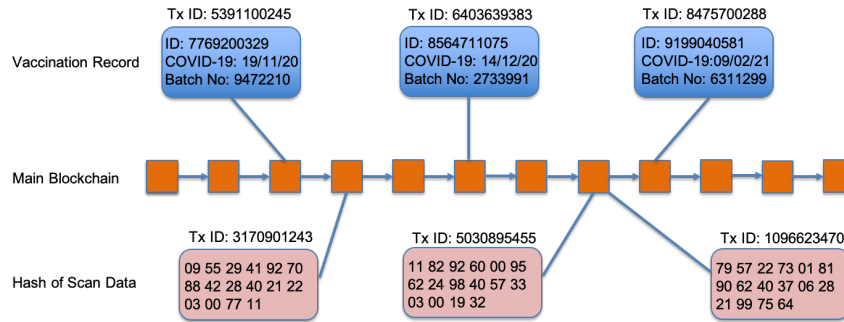 Tx ID: 5391100245
Tx ID: 6403639383
Tx ID: 8475700288
Vaccination Record
ID: 7769200329
COVID-19: 19/11/20
Batch No: 9472210
ID: 8564711075
COVID-19: 14/12/20
Batch No: 2733991
ID: 9199040581
COVID-19:09/02/21
Batch No: 6311299
Main Blockchain
Tx ID: 3170901243
Tx ID: 5030895455
Tx ID: 1096623470
Hash of Scan Data
09 55 29 41 92 70
88 42 28 40 21 22
03 00 77 11
11 82 92 60 00 95
62 24 98 40 57 33
03 00 19 32
79 57 22 73 01 81
90 62 40 37 06 28
21 99 75 64